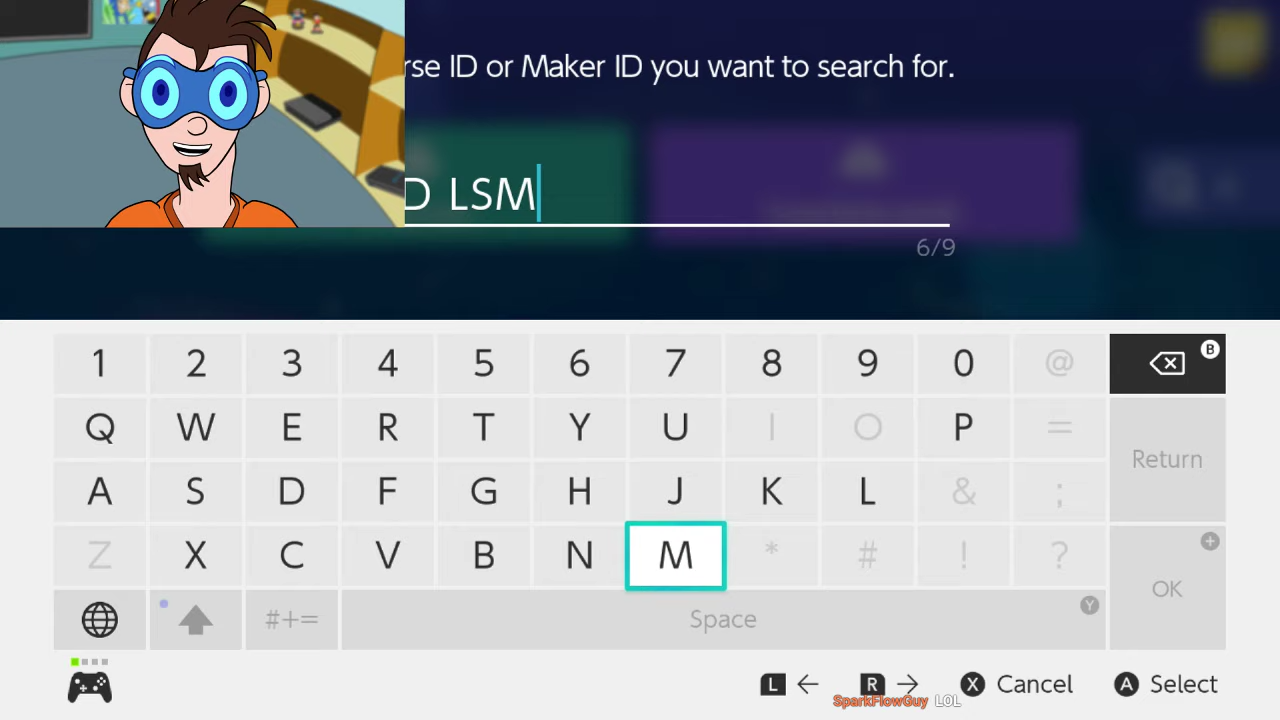 rse ID or Maker ID you want to search for.
D LSM
6/9
1 2 3 4 5 6 7 8 9 0 @
B
Q W E R T Y U I O P =
Return
A S D F G H J K L & ;
Z X C V B N M * # ! ?
+
OK
#+=
Space
Y
L ← R → X Cancel A Select
SparkFlowGuy LOL